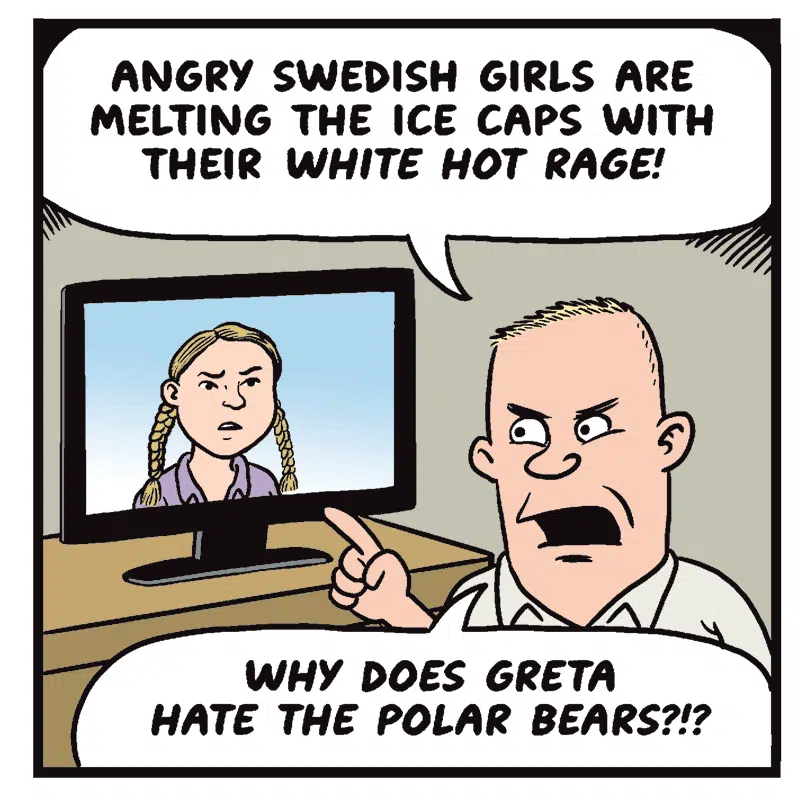 ANGRY SWEDISH GIRLS ARE
MELTING THE ICE CAPS WITH
THEIR WHITE HOT RAGE!
WHY DOES GRETA
HATE THE POLAR BEARS?!?